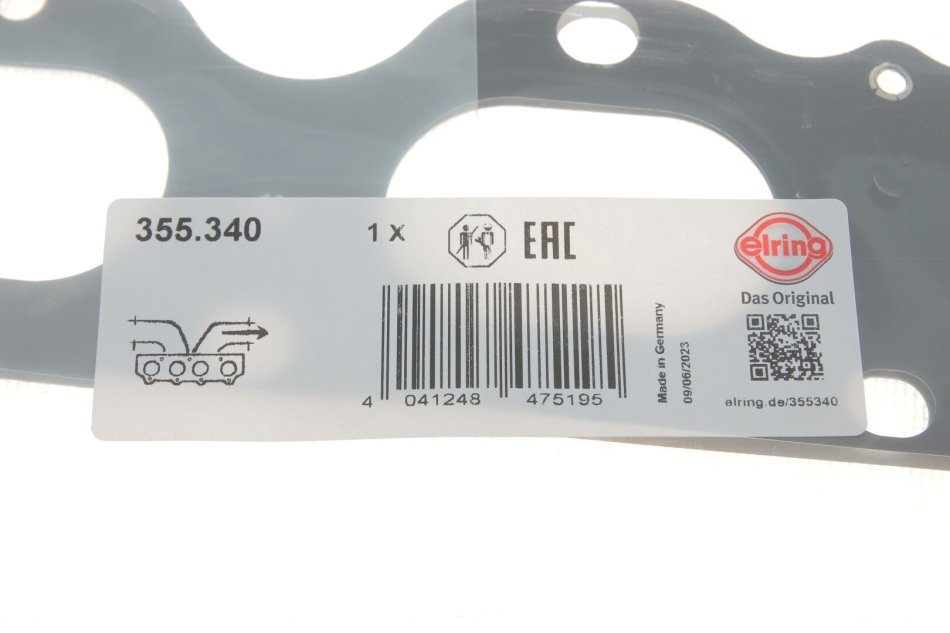 355.340
1 X
EAC
elring
Das Original
4 041248 475195
Made in Germany
09/06/2023
elring.de/355340